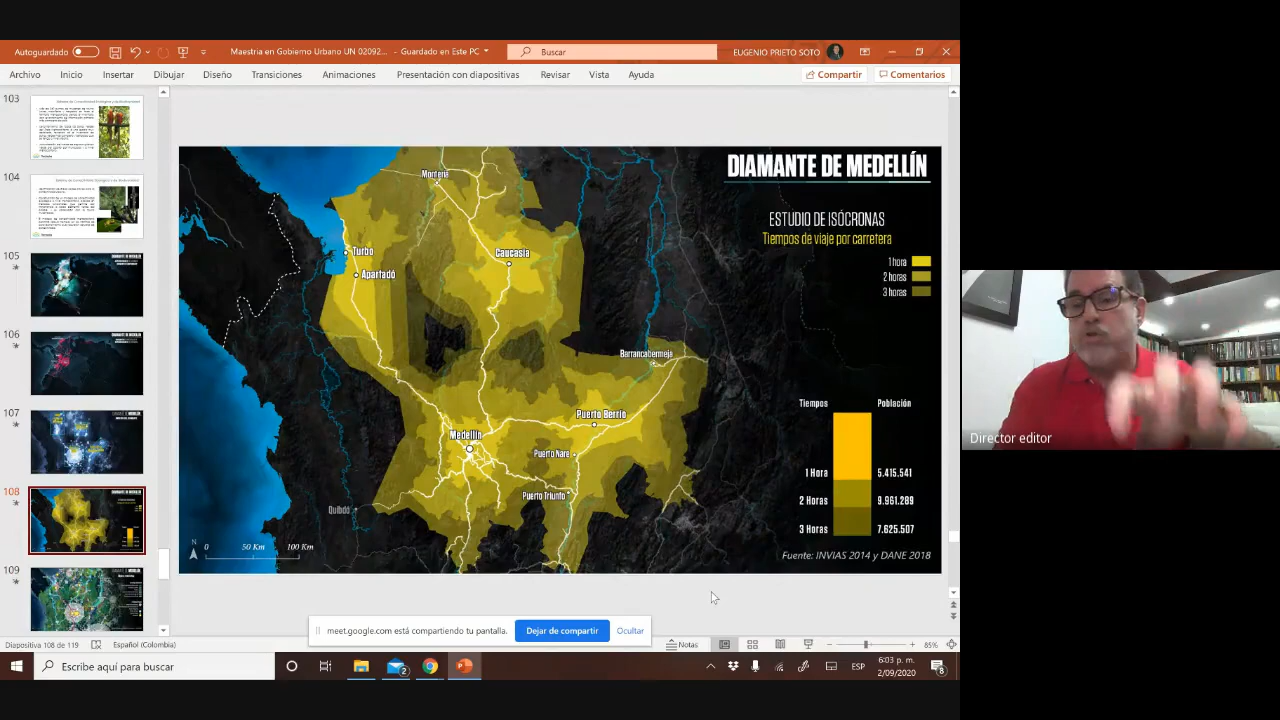 Autoguardado
Maestria en Gobierno Urbano UN 02092... - Guardado en Este PC
Buscar
EUGENIO PRIETO SOTO
Archivo Inicio Insertar Dibujar Diseño Transiciones Animaciones Presentación con diapositivas Revisar Vista Ayuda
Compartir Comentarios
103
104
105
106
107
108
109
DIAMANTE DE MEDELLÍN
ESTUDIO DE ISÓCRONAS
Tiempos de viaje por carretera
1 hora
2 horas
3 horas
Montería
Turbo
Apartadó
Caucasia
Barrancabermeja
Puerto Berrío
Medellín
Puerto Nare
Puerto Triunfo
Quibdó
Tiempos Población
1 Hora 5.415.541
2 Horas 9.961.289
3 Horas 7.625.507
N
0 50 Km 100 Km
Fuente: INVIAS 2014 y DANE 2018
Director editor
meet.google.com está compartiendo tu pantalla.
Dejar de compartir
Ocultar
Diapositiva 108 de 119
Español (Colombia)
Notas
85%
Escribe aquí para buscar
2
ESP
6:03 p. m.
2/09/2020
8